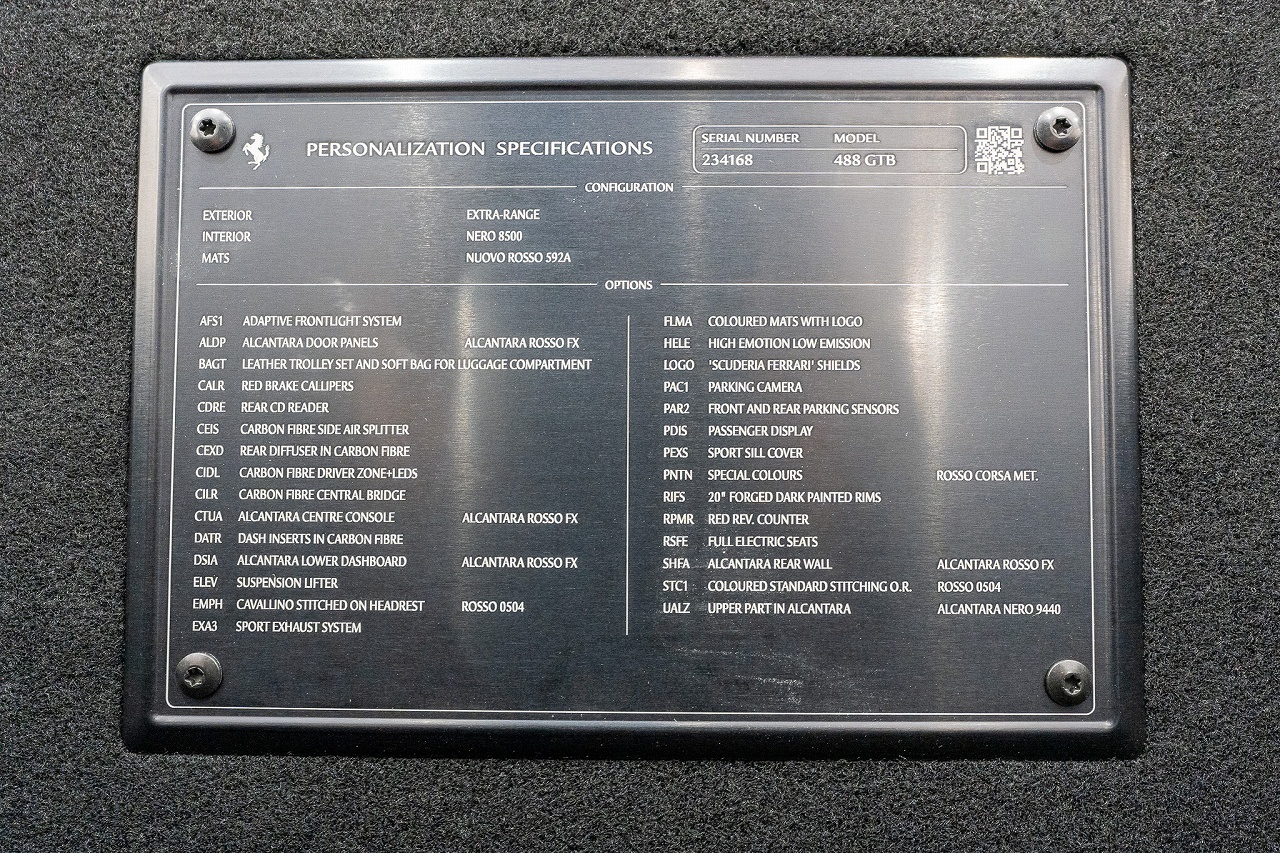 PERSONALIZATION SPECIFICATIONS
SERIAL NUMBER MODEL
234168 488 GTB
CONFIGURATION
EXTERIOR EXTRA-RANGE
INTERIOR NERO 8500
MATS NUOVO ROSSO 592A
OPTIONS
AFS1 ADAPTIVE FRONTLIGHT SYSTEM
ALDP ALCANTARA DOOR PANELS ALCANTARA ROSSO FX
BAGT LEATHER TROLLEY SET AND SOFT BAG FOR LUGGAGE COMPARTMENT
CALR RED BRAKE CALLIPERS
CDRE REAR CD READER
CEIS CARBON FIBRE SIDE AIR SPLITTER
CEXD REAR DIFFUSER IN CARBON FIBRE
CIDL CARBON FIBRE DRIVER ZONE+LEDS
CILR CARBON FIBRE CENTRAL BRIDGE
CTUA ALCANTARA CENTRE CONSOLE ALCANTARA ROSSO FX
DATR DASH INSERTS IN CARBON FIBRE
DSIA ALCANTARA LOWER DASHBOARD ALCANTARA ROSSO FX
ELEV SUSPENSION LIFTER
EMPH CAVALLINO STITCHED ON HEADREST ROSSO 0504
EXA3 SPORT EXHAUST SYSTEM
FLMA COLOURED MATS WITH LOGO
HELE HIGH EMOTION LOW EMISSION
LOGO 'SCUDERIA FERRARI' SHIELDS
PAC1 PARKING CAMERA
PAR2 FRONT AND REAR PARKING SENSORS
PDIS PASSENGER DISPLAY
PEXS SPORT SILL COVER
PNTN SPECIAL COLOURS ROSSO CORSA MET.
RIFS 20" FORGED DARK PAINTED RIMS
RPMR RED REV. COUNTER
RSFE FULL ELECTRIC SEATS
SHFA ALCANTARA REAR WALL ALCANTARA ROSSO FX
STC1 COLOURED STANDARD STITCHING O.R. ROSSO 0504
UALZ UPPER PART IN ALCANTARA ALCANTARA NERO 9440